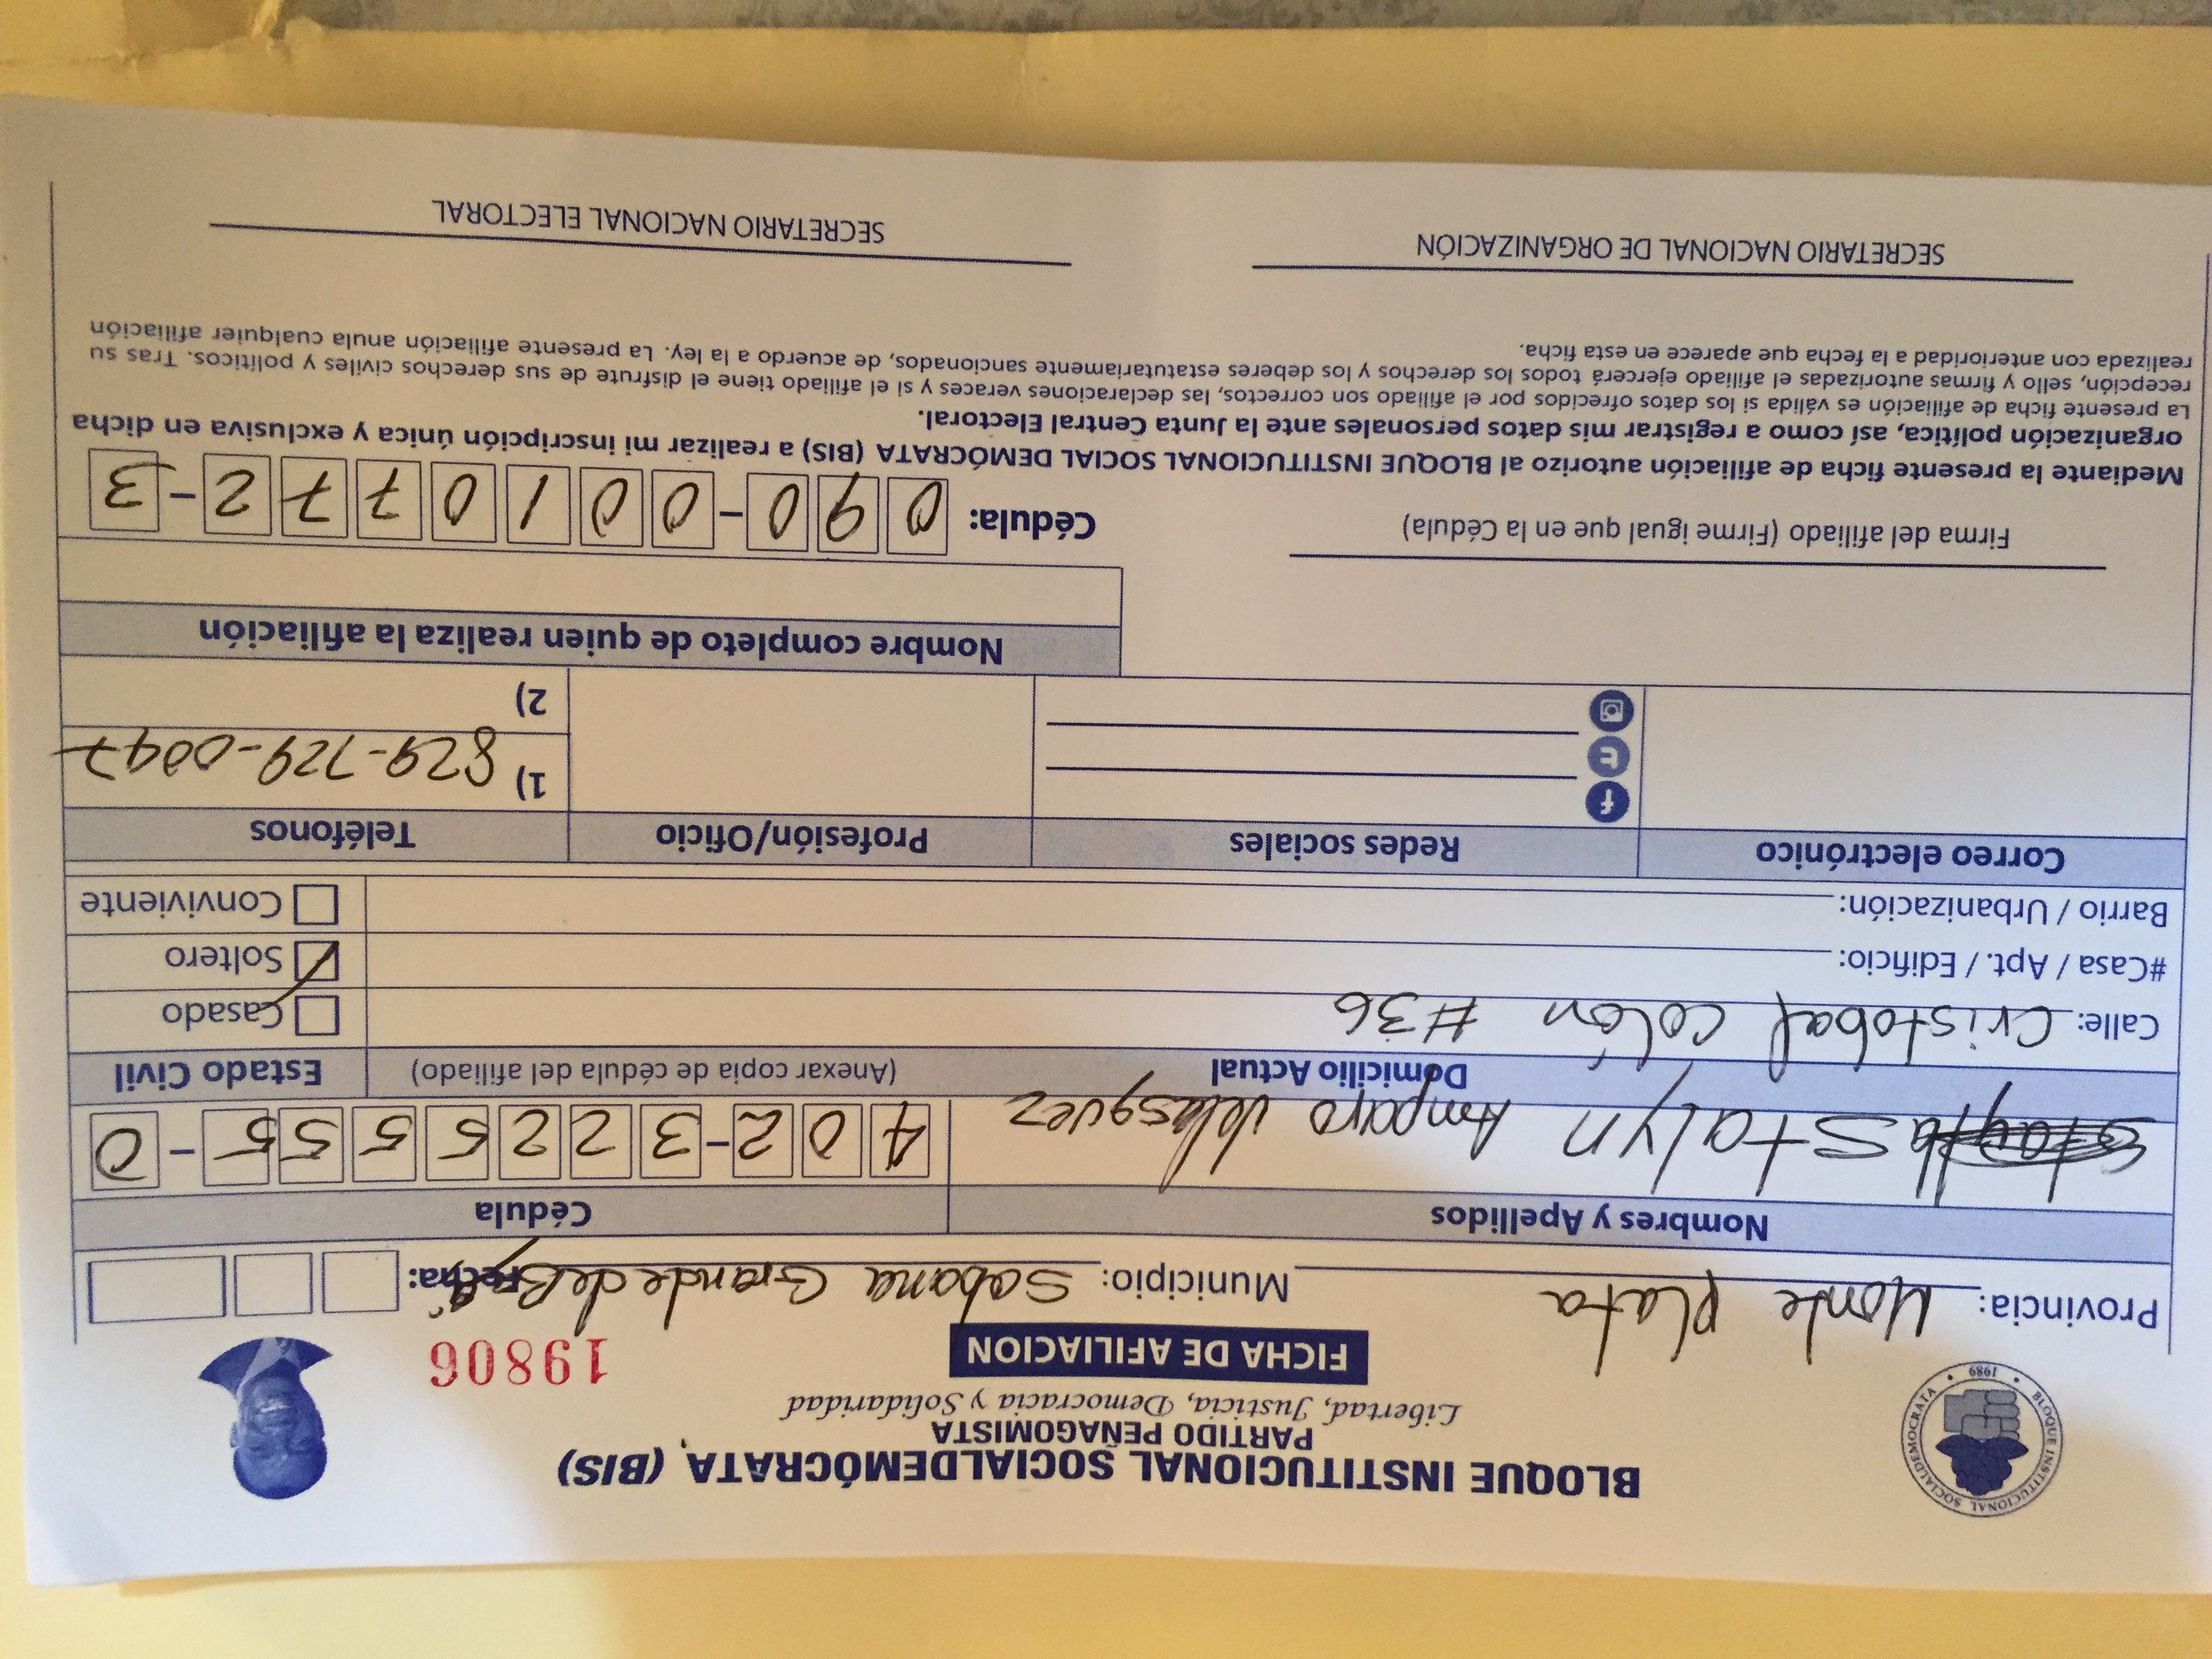 BLOQUE INSTITUCIONAL SOCIALDEMÓCRATA, (BIS)
PARTIDO PEÑAGOMISTA
Libertad, Justicia, Democracia y Solidaridad
FICHA DE AFILIACION
19806
BLOQUE INSTITUCIONAL SOCIALDEMOCRATA
1989
Provincia: Monte Plata Municipio: Sabana Grande de Fecha:
Nombres y Apellidos Cédula
Stalyn Amparo Velasquez 402-3225555-0
Domicilio Actual (Anexar copia de cédula del afiliado) Estado Civil
Calle: Cristobal Colón #36 Casado
#Casa / Apt. / Edificio: Soltero
Barrio / Urbanización: Conviviente
Correo electrónico Redes sociales Profesión/Oficio Teléfonos
1) 829-729-0097
2)
Nombre completo de quien realiza la afiliación
Firma del afiliado (Firme igual que en la Cédula) Cédula: 090-0010772-3
Mediante la presente ficha de afiliación autorizo al BLOQUE INSTITUCIONAL SOCIAL DEMÓCRATA (BIS) a realizar mi inscripción única y exclusiva en dicha
organización política, así como a registrar mis datos personales ante la Junta Central Electoral.
La presente ficha de afiliación es válida si los datos ofrecidos por el afiliado son correctos, las declaraciones veraces y si el afiliado tiene el disfrute de sus derechos civiles y políticos. Tras su
recepción, sello y firmas autorizadas el afiliado ejercerá todos los derechos y los deberes estatutariamente sancionados, de acuerdo a la ley. La presente afiliación anula cualquier afiliación
realizada con anterioridad a la fecha que aparece en esta ficha.
SECRETARIO NACIONAL DE ORGANIZACIÓN SECRETARIO NACIONAL ELECTORAL